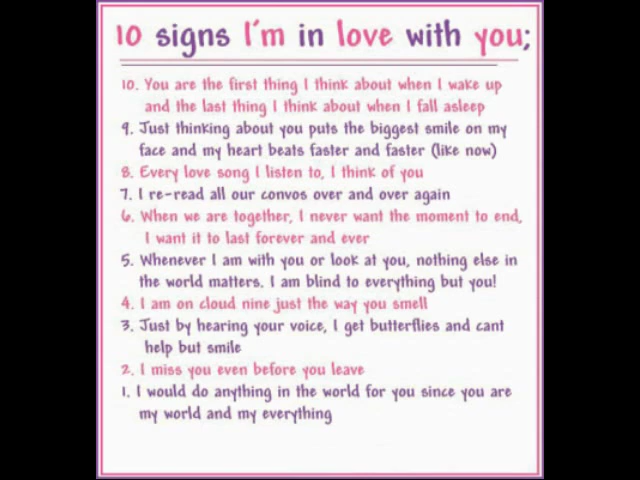 10 signs I'm in love with you;
10. You are the first thing I think about when I wake up
and the last thing I think about when I fall asleep
9. Just thinking about you puts the biggest smile on my
face and my heart beats faster and faster (like now)
8. Every love song I listen to, I think of you
7. I re-read all our convos over and over again
6. When we are together, I never want the moment to end,
I want it to last forever and ever
5. Whenever I am with you or look at you, nothing else in
the world matters. I am blind to everything but you!
4. I am on cloud nine just the way you smell
3. Just by hearing your voice, I get butterflies and cant
help but smile
2. I miss you even before you leave
1. I would do anything in the world for you since you are
my world and my everything